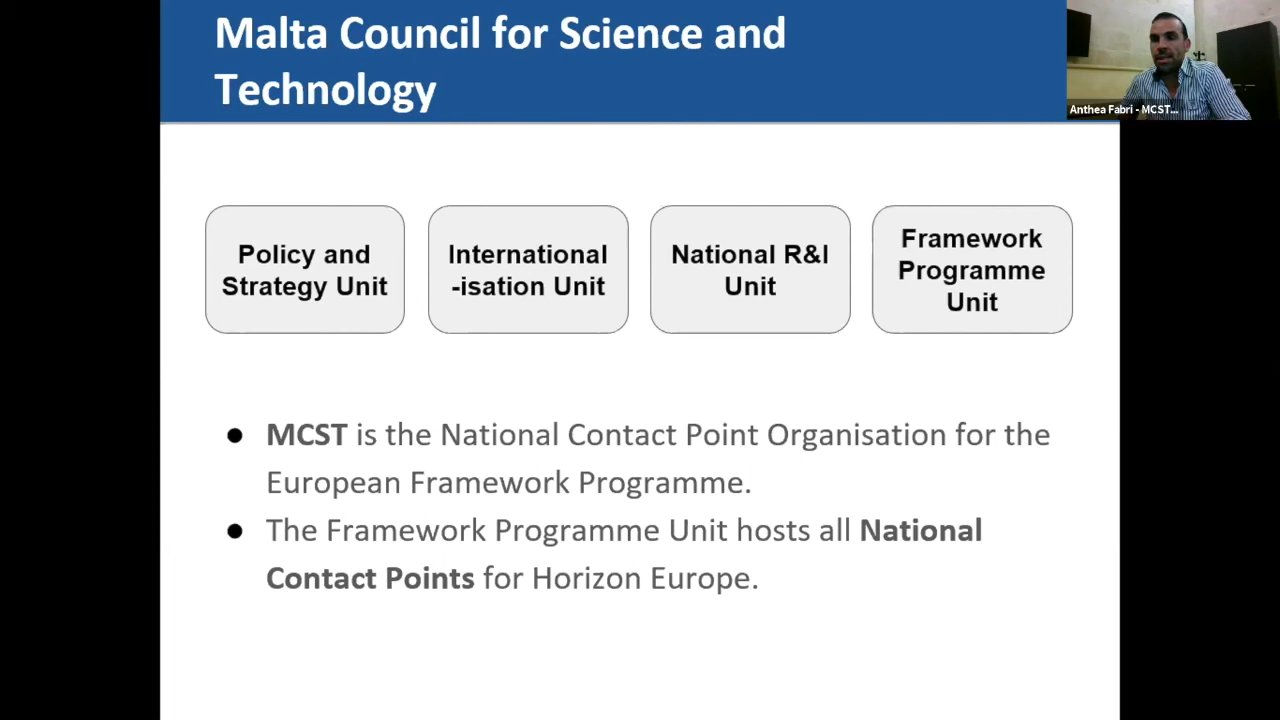 Malta Council for Science and
Technology
Anthea Fabri - MCST...
Policy and
Strategy Unit
International
-isation Unit
National R&I
Unit
Framework
Programme
Unit
● MCST is the National Contact Point Organisation for the
European Framework Programme.
● The Framework Programme Unit hosts all National
Contact Points for Horizon Europe.